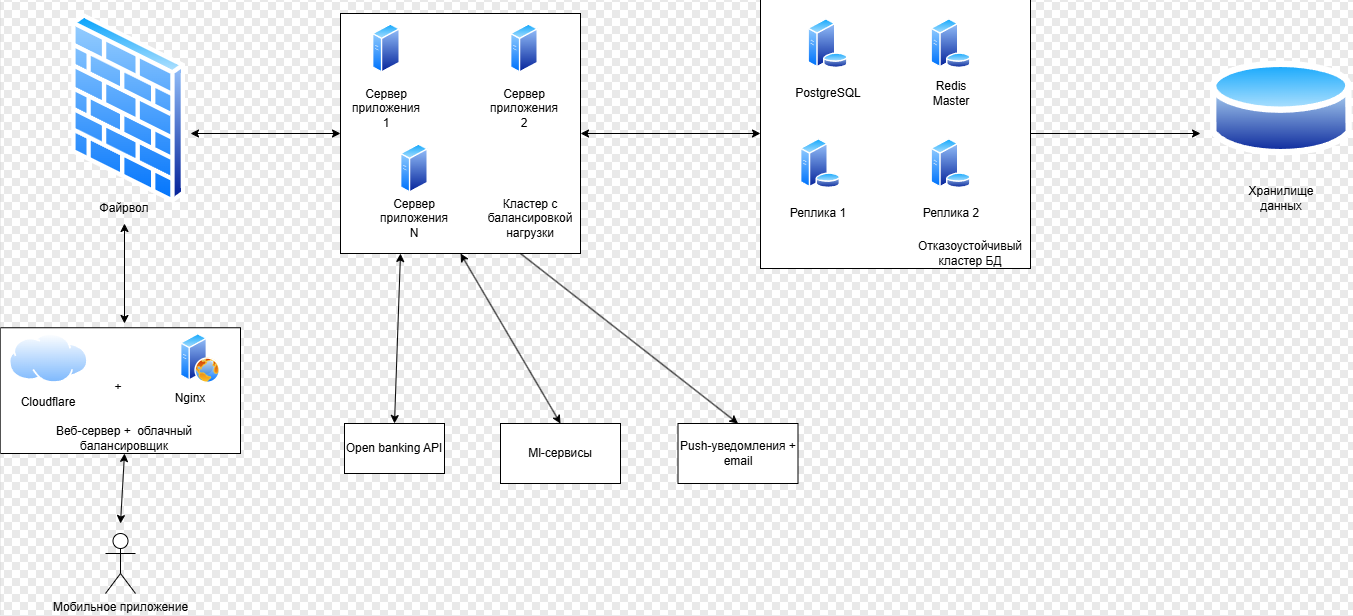 Файрвол
Сервер
приложения
1
Сервер
приложения
2
Сервер
приложения
N
Кластер с
балансировкой
нагрузки
PostgreSQL
Redis
Master
Реплика 1
Реплика 2
Отказоустойчивый
кластер БД
Хранилище
данных
Cloudflare
+
Nginx
Веб-сервер + облачный
балансировщик
Open banking API
Ml-сервисы
Push-уведомления +
email
Мобильное приложение